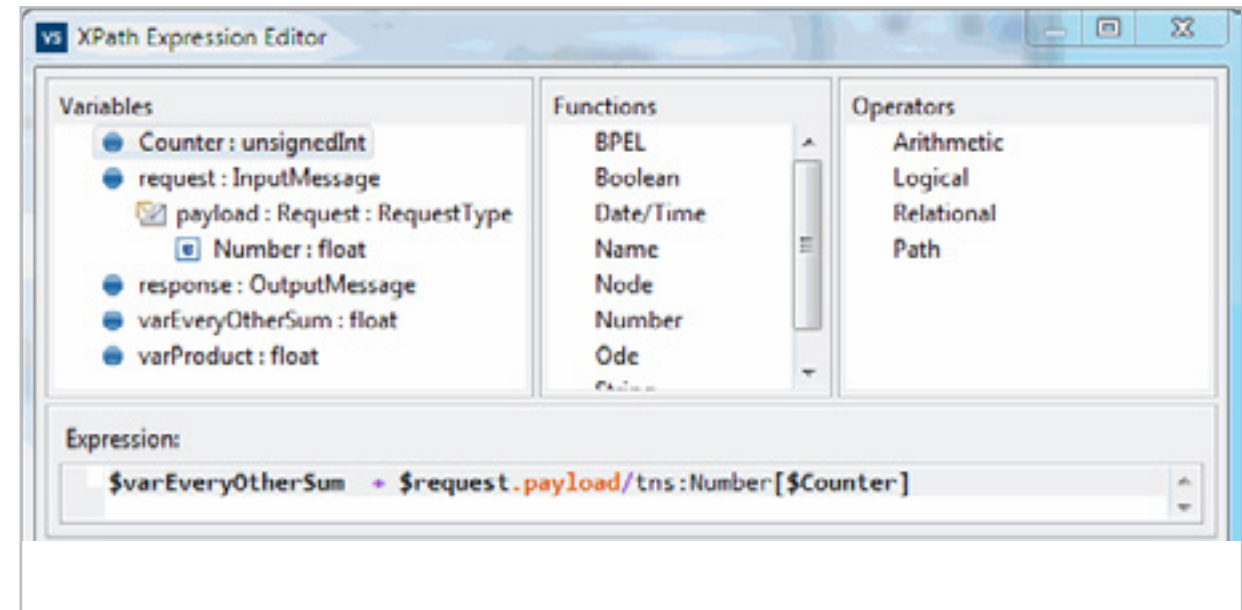 V5 XPath Expression Editor
Variables
Counter : unsignedInt
request : InputMessage
payload : Request : RequestType
Number : float
response : OutputMessage
varEveryOtherSum : float
varProduct : float
Functions
BPEL
Boolean
Date/Time
Name
Node
Number
Ode
String
Operators
Arithmetic
Logical
Relational
Path
Expression:
$varEveryOtherSum + $request.payload/tns:Number[$Counter]